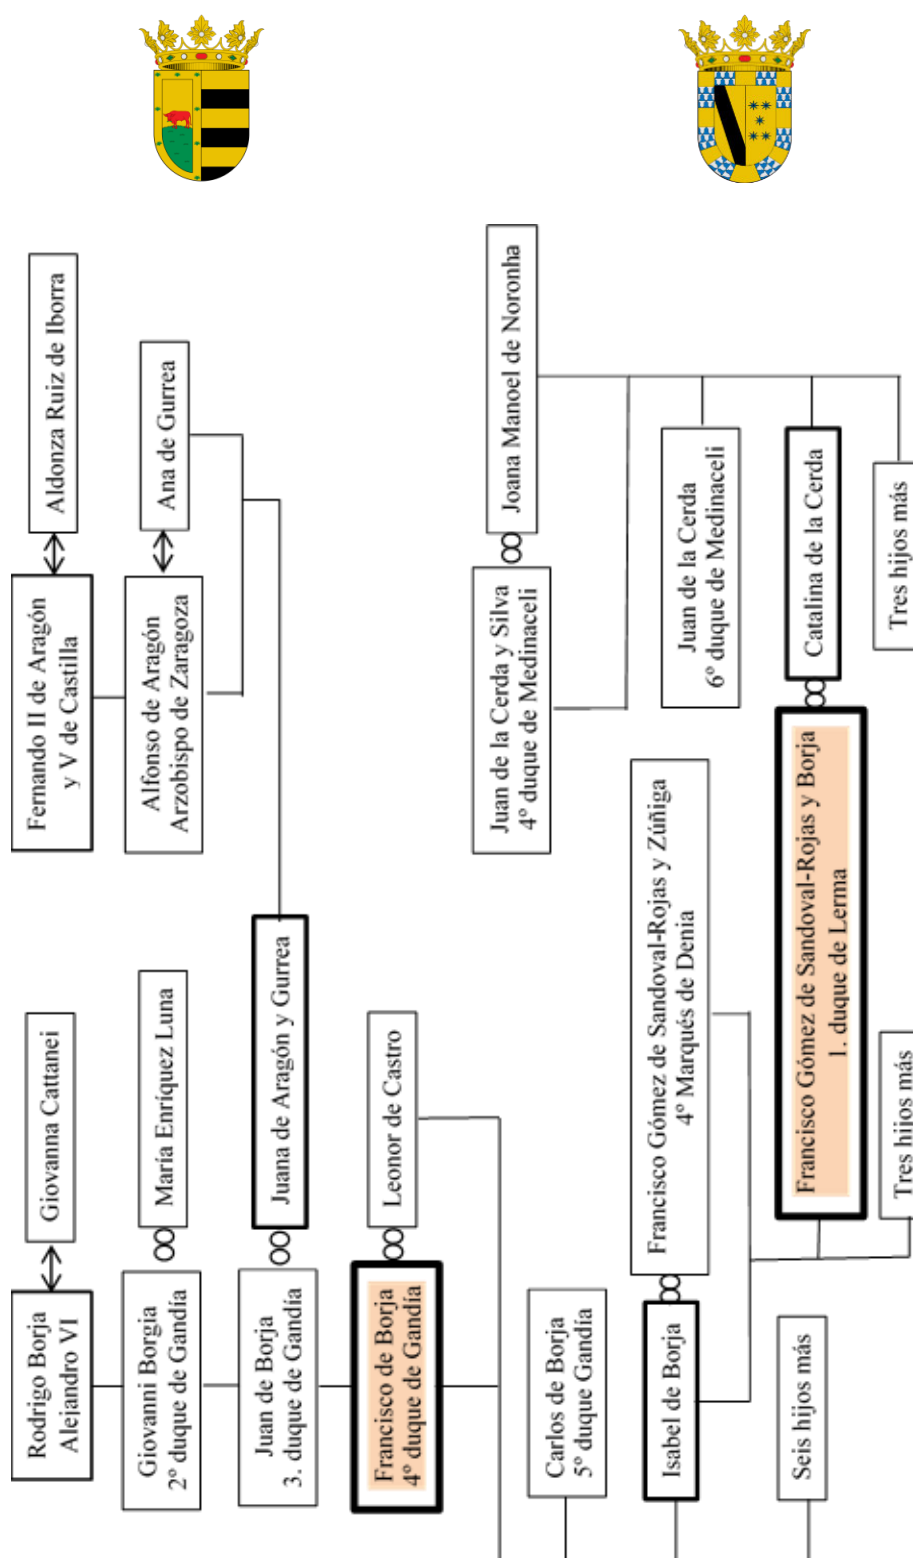 Rodrigo Borja
Alejandro VI
Giovanna Cattanei
Fernando II de Aragón
y V de Castilla
Aldonza Ruiz de Iborra
Giovanni Borgia
2º duque de Gandía
María Enríquez Luna
Alfonso de Aragón
Arzobispo de Zaragoza
Ana de Gurrea
Juan de Borja
3. duque de Gandía
Juana de Aragón y Gurrea
Francisco de Borja
4º duque de Gandía
Leonor de Castro
Juan de la Cerda y Silva
4º duque de Medinaceli
Joana Manoel de Noronha
Carlos de Borja
5º duque Gandía
Isabel de Borja
Francisco Gómez de Sandoval-Rojas y Zúñiga
4º Marqués de Denia
Juan de la Cerda
6º duque de Medinaceli
Seis hijos más
Francisco Gómez de Sandoval-Rojas y Borja
1. duque de Lerma
Catalina de la Cerda
Tres hijos más
Tres hijos más